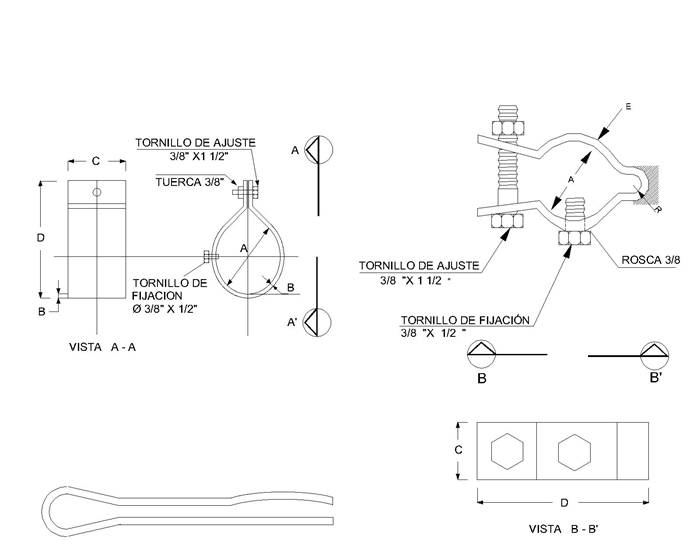 TORNILLO DE AJUSTE
3/8" X1 1/2"
TUERCA 3/8"
C
D
B
VISTA A - A
TORNILLO DE
FIJACION
Ø 3/8" X 1/2"
A
B
A
A'
E
A
R
TORNILLO DE AJUSTE
3/8 "X 1 1/2 "
ROSCA 3/8
TORNILLO DE FIJACIÓN
3/8 "X 1/2 "
B
B'
C
D
VISTA B - B'